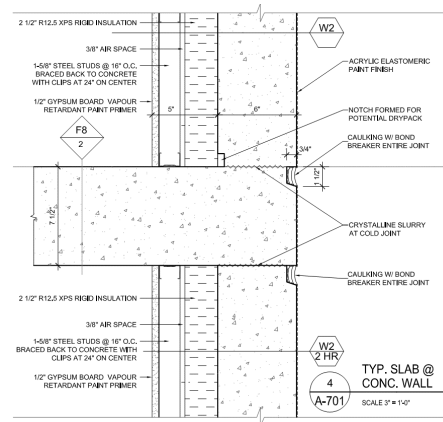 2 1/2" R12.5 XPS RIGID INSULATION
3/8" AIR SPACE
1-5/8" STEEL STUDS @ 16" O.C.
BRACED BACK TO CONCRETE
WITH CLIPS AT 24" ON CENTER
1/2" GYPSUM BOARD VAPOUR
RETARDANT PAINT PRIMER
F8
2
5"
6"
W2
ACRYLIC ELASTOMERIC
PAINT FINISH
NOTCH FORMED FOR
POTENTIAL DRYPACK
3/4"
CAULKING W/ BOND
BREAKER ENTIRE JOINT
1 1/2"
7 1/2"
CRYSTALLINE SLURRY
AT COLD JOINT
CAULKING W/ BOND
BREAKER ENTIRE JOINT
2 1/2" R12.5 XPS RIGID INSULATION
3/8" AIR SPACE
1-5/8" STEEL STUDS @ 16" O.C.
BRACED BACK TO CONCRETE WITH
CLIPS AT 24" ON CENTER
1/2" GYPSUM BOARD VAPOUR
RETARDANT PAINT PRIMER
W2
2 HR
4
A-701
TYP. SLAB @
CONC. WALL
SCALE 3" = 1'-0"